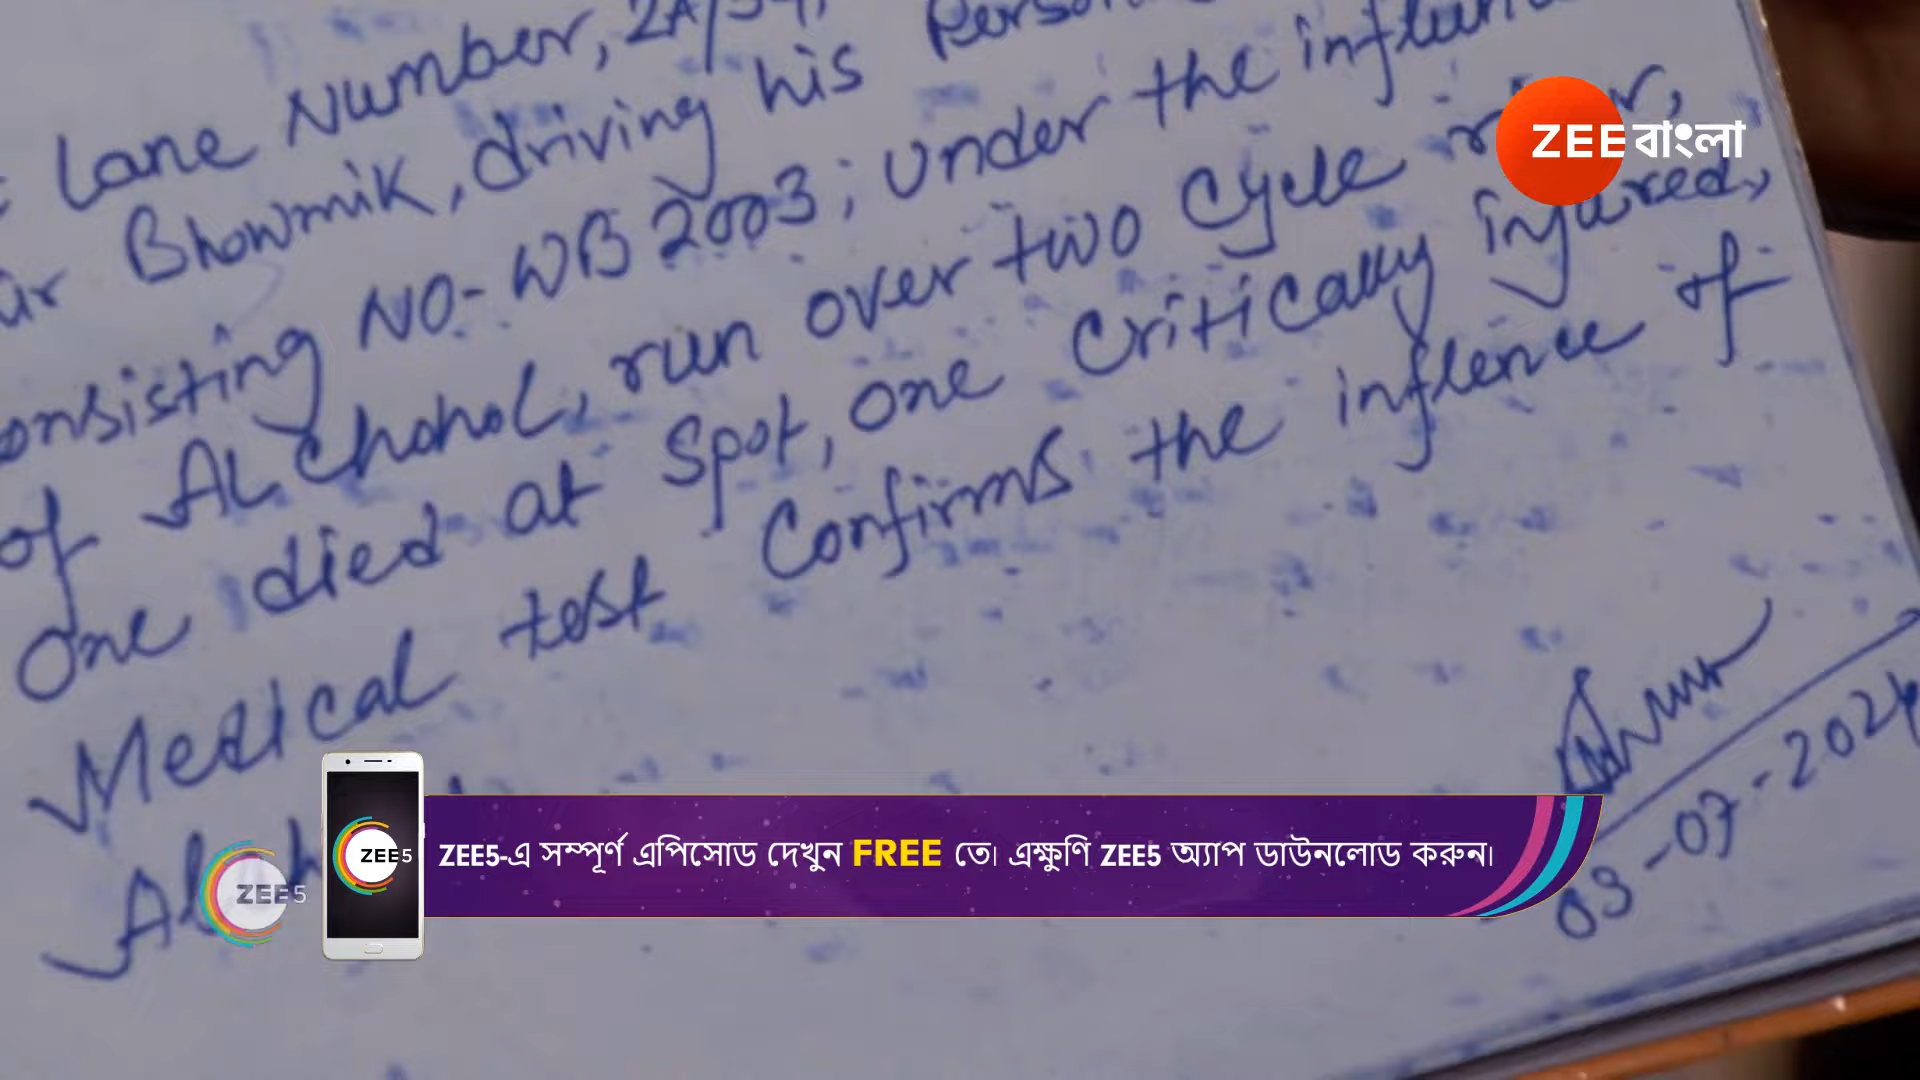 Lane Number, 2A/
Bhowmik, driving his
NO-WB 2003; under the
of ALchohol, run over two cycle
one died at spot, one critically injured,
Medical test confirms the inflence of
03-07-2024
ZEE বাংলা
ZEE5
ZEE5
ZEE5-এ সম্পূর্ণ এপিসোড দেখুন FREE তে। এক্ষুণি ZEE5 অ্যাপ ডাউনলোড করুন।